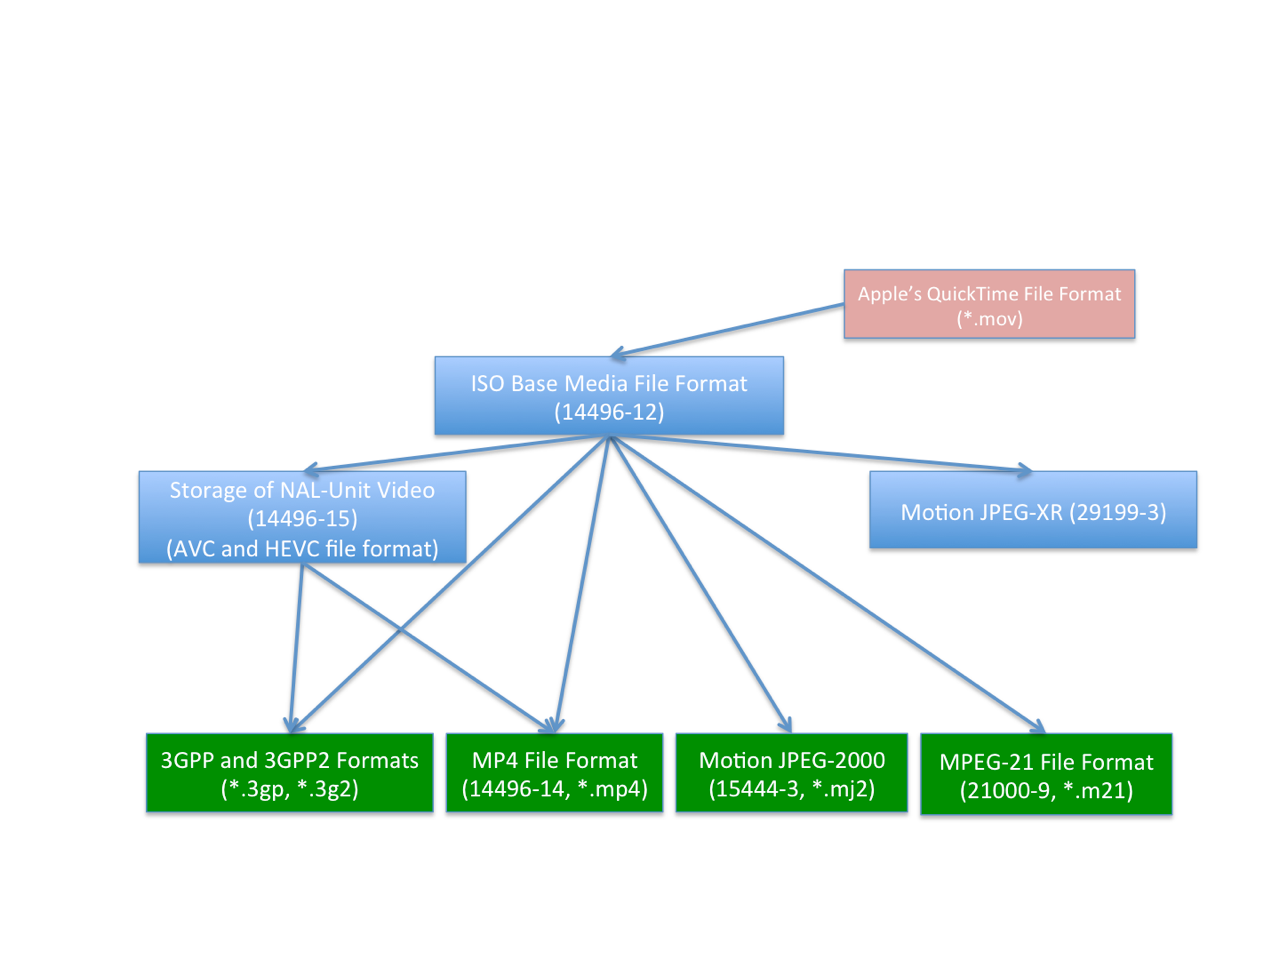 Apple’s QuickTime File Format
(*.mov)
ISO Base Media File Format
(14496-12)
Storage of NAL-Unit Video
(14496-15)
(AVC and HEVC file format)
Motion JPEG-XR (29199-3)
3GPP and 3GPP2 Formats
(*.3gp, *.3g2)
MP4 File Format
(14496-14, *.mp4)
Motion JPEG-2000
(15444-3, *.mj2)
MPEG-21 File Format
(21000-9, *.m21)